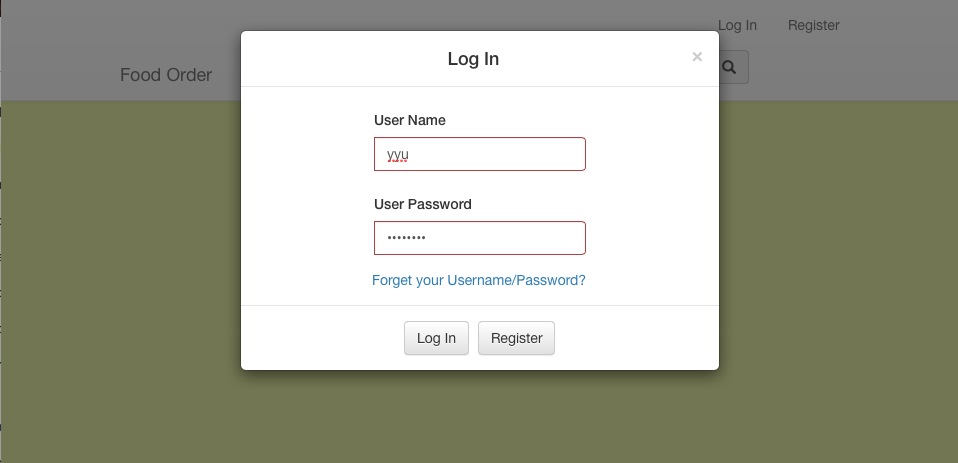 Log In Register
Food Order
Log In ×
User Name
yyu
User Password
••••••••
Forget your Username/Password?
Log In Register